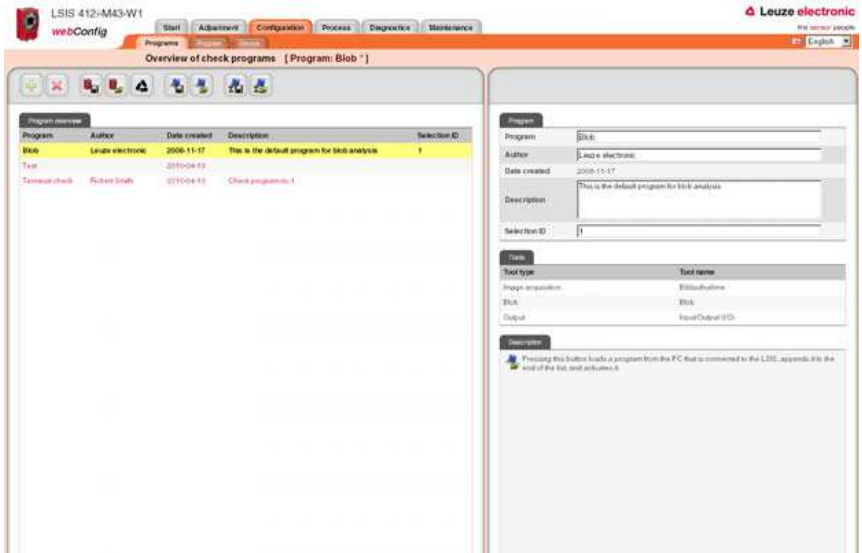 LSIS 412i-M43-W1
webConfig
Leuze electronic
the sensor people
Start Adjustment Configuration Process Diagnostics Maintenance
Programs Program Device
English
Overview of check programs [Program: Blob * ]
Program overview
Program Author Date created Description Selection ID
Blob Leuze electronic 2008-11-17 This is the default program for blob analysis 1
Test 2010-04-13
Terminal check Richard Smith 2010-04-13 Check program no 1
Program
Program Blob
Author Leuze electronic
Date created 2008-11-17
Description This is the default program for blob analysis
Selection ID 1
Tools
Tool type Tool name
Image acquisition Bildaufnahme
Blob Blob
Output Input/Output (I/O)
Description
Pressing this button loads a program from the PC that is connected to the LSIS, appends it to the
end of the list, and activates it.